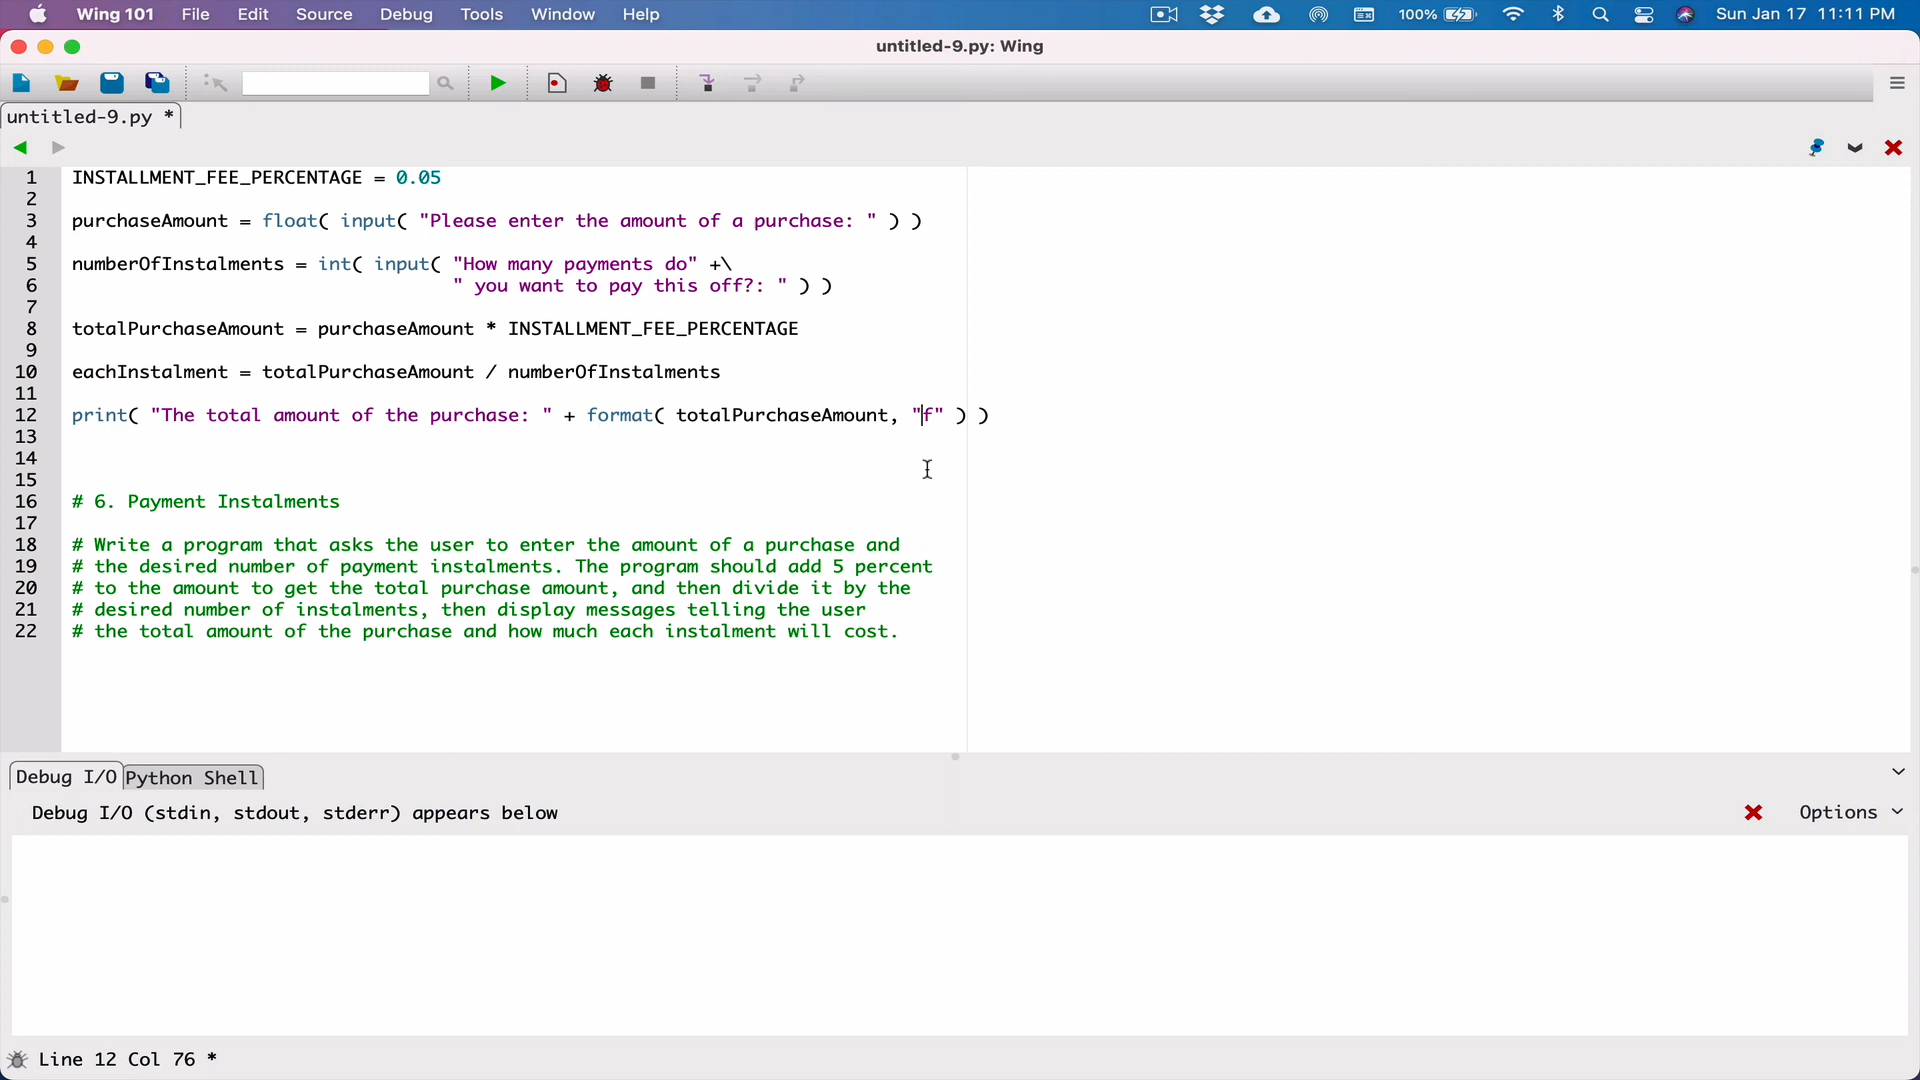 Wing 101 File Edit Source Debug Tools Window Help 100% Sun Jan 17 11:11 PM
untitled-9.py: Wing
untitled-9.py *
1 INSTALLMENT_FEE_PERCENTAGE = 0.05
2
3 purchaseAmount = float( input( "Please enter the amount of a purchase: " ) )
4
5 numberOfInstalments = int( input( "How many payments do" +\
6 " you want to pay this off?: " ) )
7
8 totalPurchaseAmount = purchaseAmount * INSTALLMENT_FEE_PERCENTAGE
9
10 eachInstalment = totalPurchaseAmount / numberOfInstalments
11
12 print( "The total amount of the purchase: " + format( totalPurchaseAmount, "f" ) )
13
14
15
16 # 6. Payment Instalments
17
18 # Write a program that asks the user to enter the amount of a purchase and
19 # the desired number of payment instalments. The program should add 5 percent
20 # to the amount to get the total purchase amount, and then divide it by the
21 # desired number of instalments, then display messages telling the user
22 # the total amount of the purchase and how much each instalment will cost.
Debug I/O Python Shell
Debug I/O (stdin, stdout, stderr) appears below Options
Line 12 Col 76 *